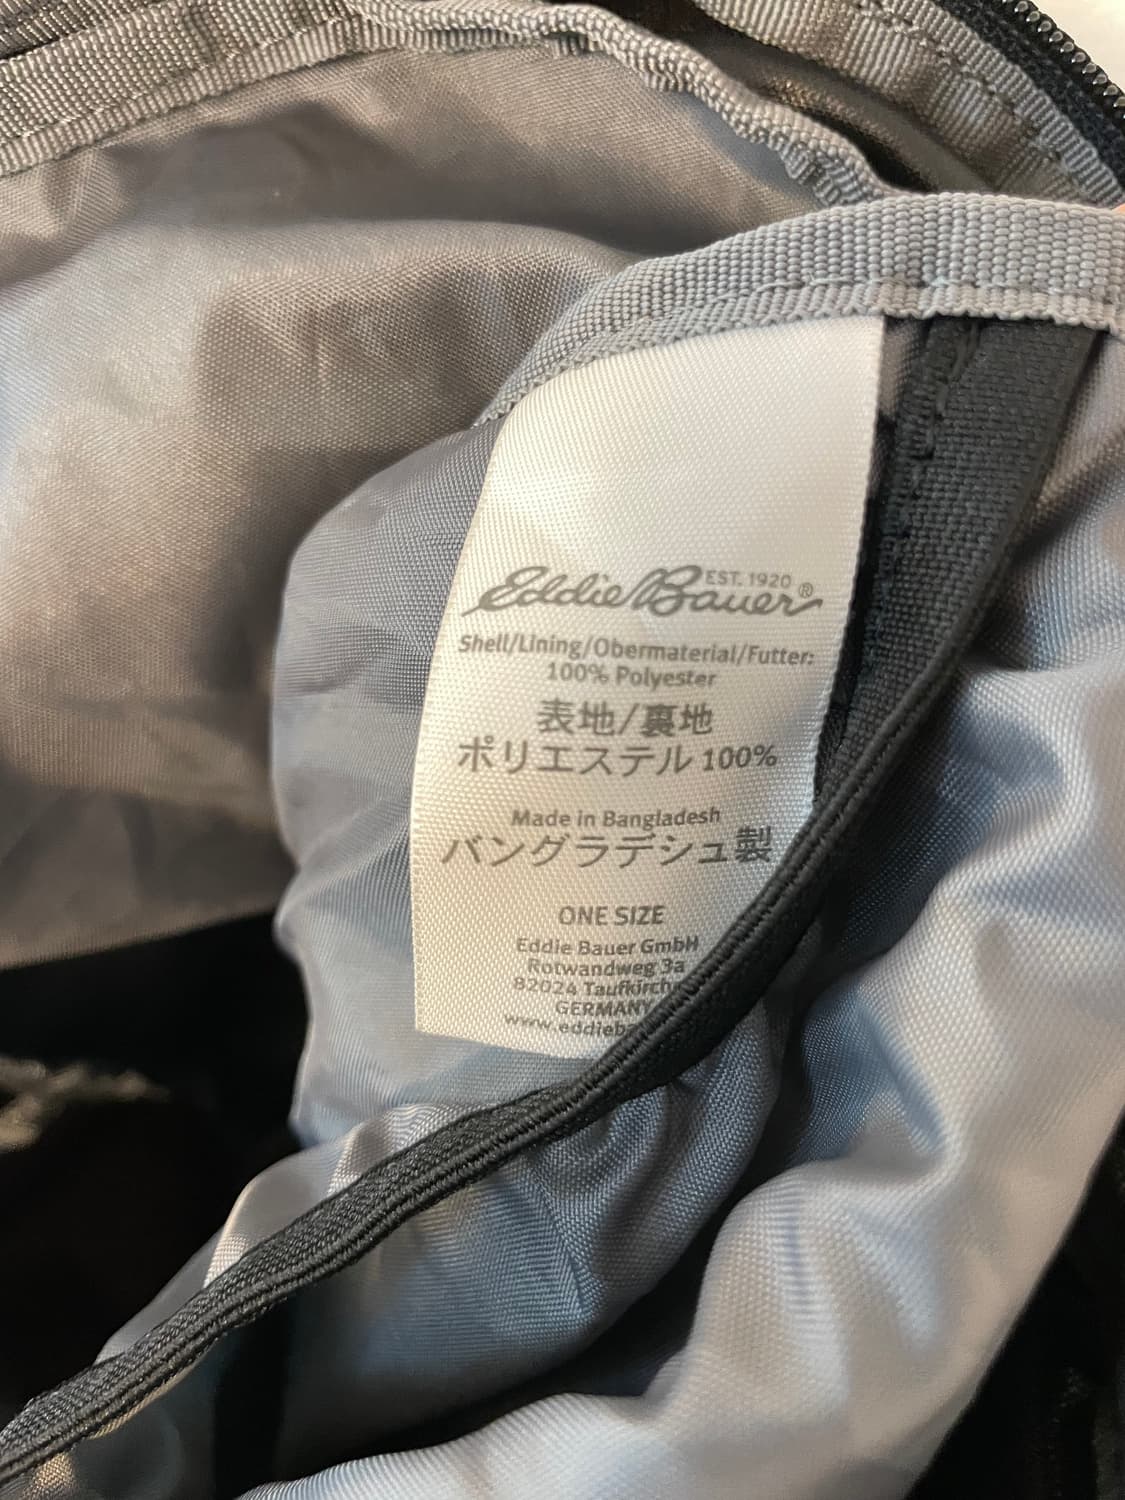 Eddie Bauer EST. 1920 ®
Shell/Lining/Obermaterial/Futter:
100% Polyester
表地/裏地
ポリエステル 100%
Made in Bangladesh
バングラデシュ製
ONE SIZE
Eddie Bauer GmbH
Rotwandweg 3a
82024
GERMANY